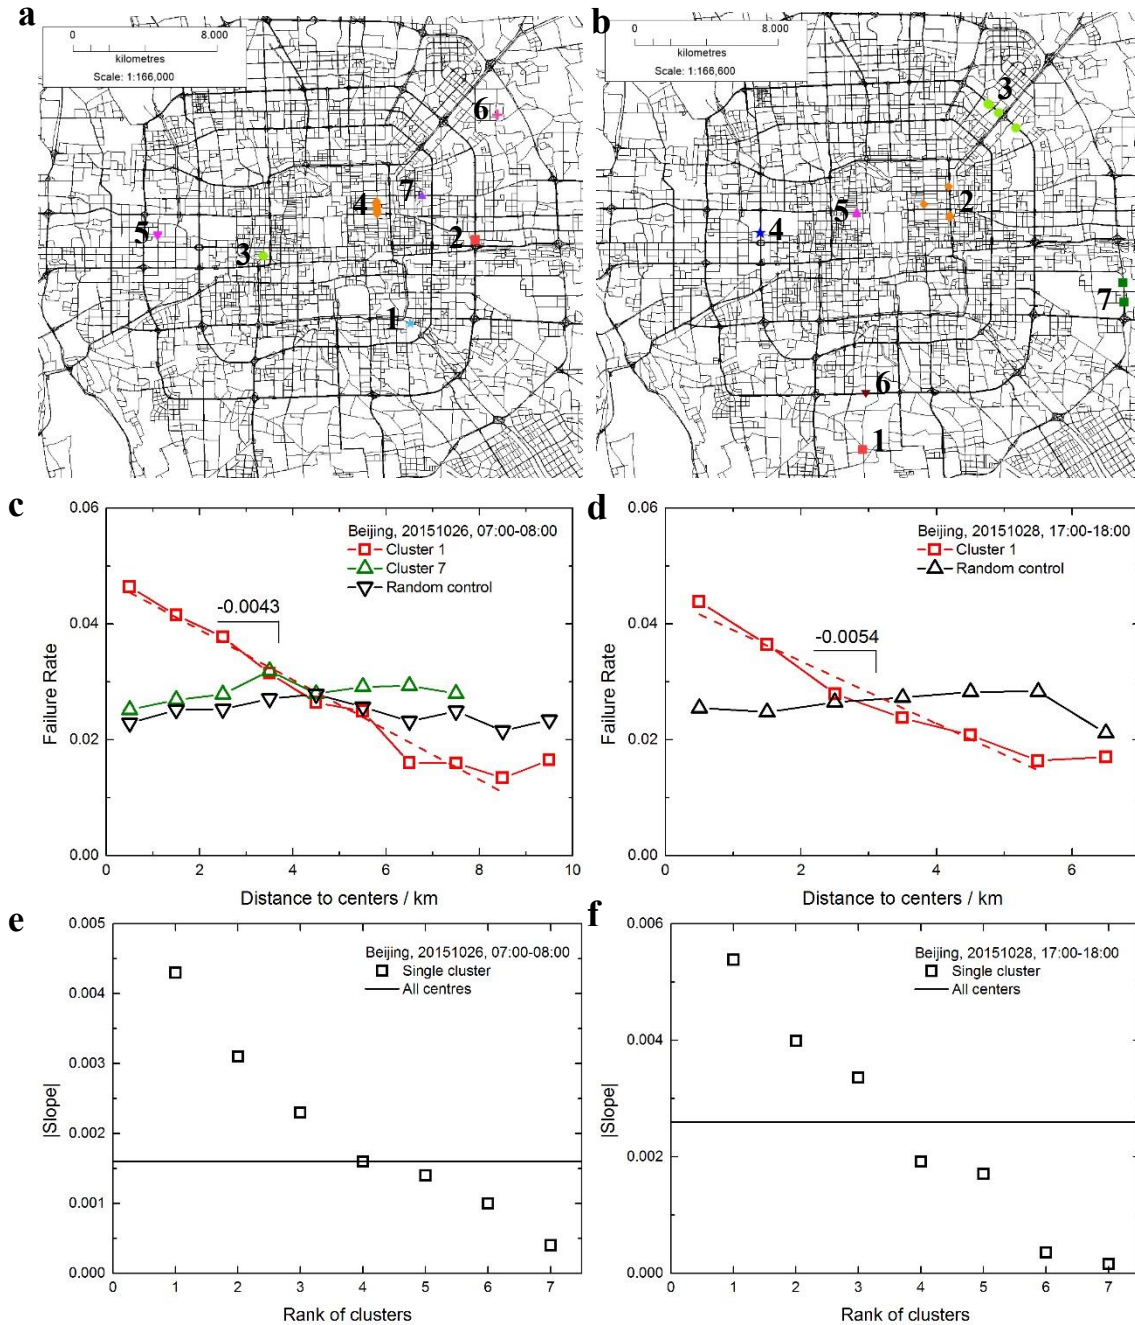 a
0 8.000
kilometres
Scale: 1:166,000
6
7
4
5
2
3
1
b
0 8.000
kilometres
Scale: 1:166,600
3
2
5
4
7
6
1
c
0.06
0.04
0.02
0.00
Failure Rate
Beijing, 20151026, 07:00-08:00
Cluster 1
Cluster 7
Random control
-0.0043
0 2 4 6 8 10
Distance to centers / km
d
0.06
0.04
0.02
0.00
Failure Rate
Beijing, 20151028, 17:00-18:00
Cluster 1
Random control
-0.0054
0 2 4 6
Distance to centers / km
e
0.005
0.004
0.003
0.002
0.001
0.000
|Slope|
Beijing, 20151026, 07:00-08:00
Single cluster
All centres
0 1 2 3 4 5 6 7
Rank of clusters
f
0.006
0.004
0.002
0.000
|Slope|
Beijing, 20151028, 17:00-18:00
Single cluster
All centers
0 1 2 3 4 5 6 7
Rank of clusters